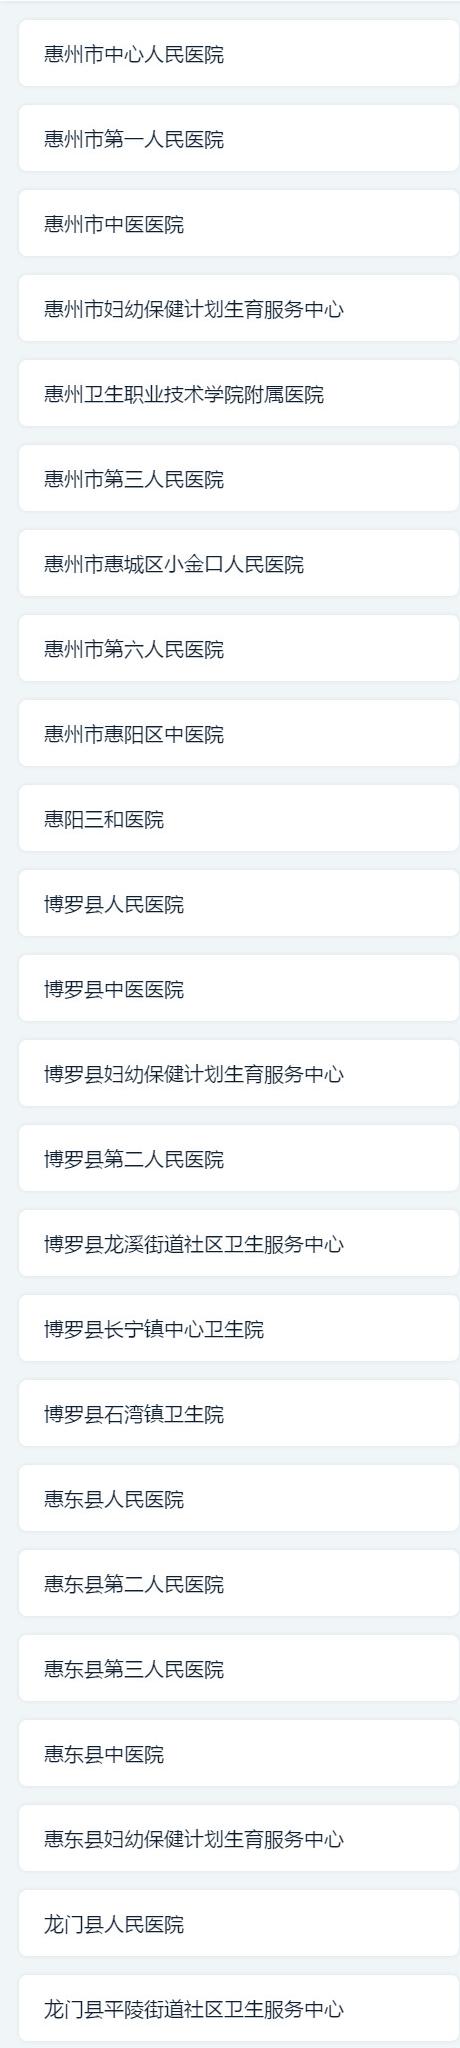 惠州市中心人民医院
惠州市第一人民医院
惠州市中医医院
惠州市妇幼保健计划生育服务中心
惠州卫生职业技术学院附属医院
惠州市第三人民医院
惠州市惠城区小金口人民医院
惠州市第六人民医院
惠州市惠阳区中医院
惠阳三和医院
博罗县人民医院
博罗县中医医院
博罗县妇幼保健计划生育服务中心
博罗县第二人民医院
博罗县龙溪街道社区卫生服务中心
博罗县长宁镇中心卫生院
博罗县石湾镇卫生院
惠东县人民医院
惠东县第二人民医院
惠东县第三人民医院
惠东县中医院
惠东县妇幼保健计划生育服务中心
龙门县人民医院
龙门县平陵街道社区卫生服务中心